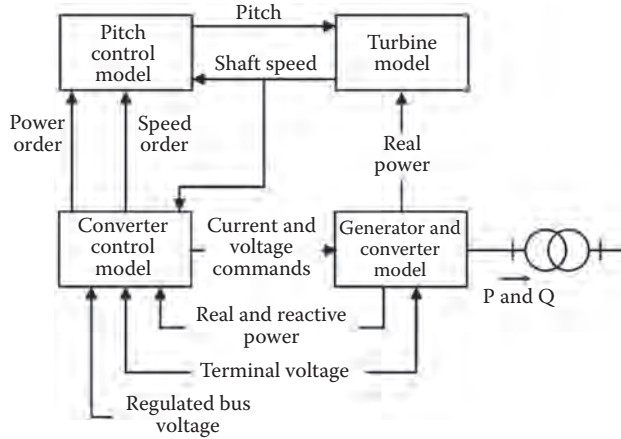 Pitch
Pitch
control
model
Turbine
model
Shaft speed
Power
order
Speed
order
Real
power
Converter
control
model
Current and
voltage
commands
Generator and
converter
model
P and Q
Real and reactive
power
Terminal voltage
Regulated bus
voltage